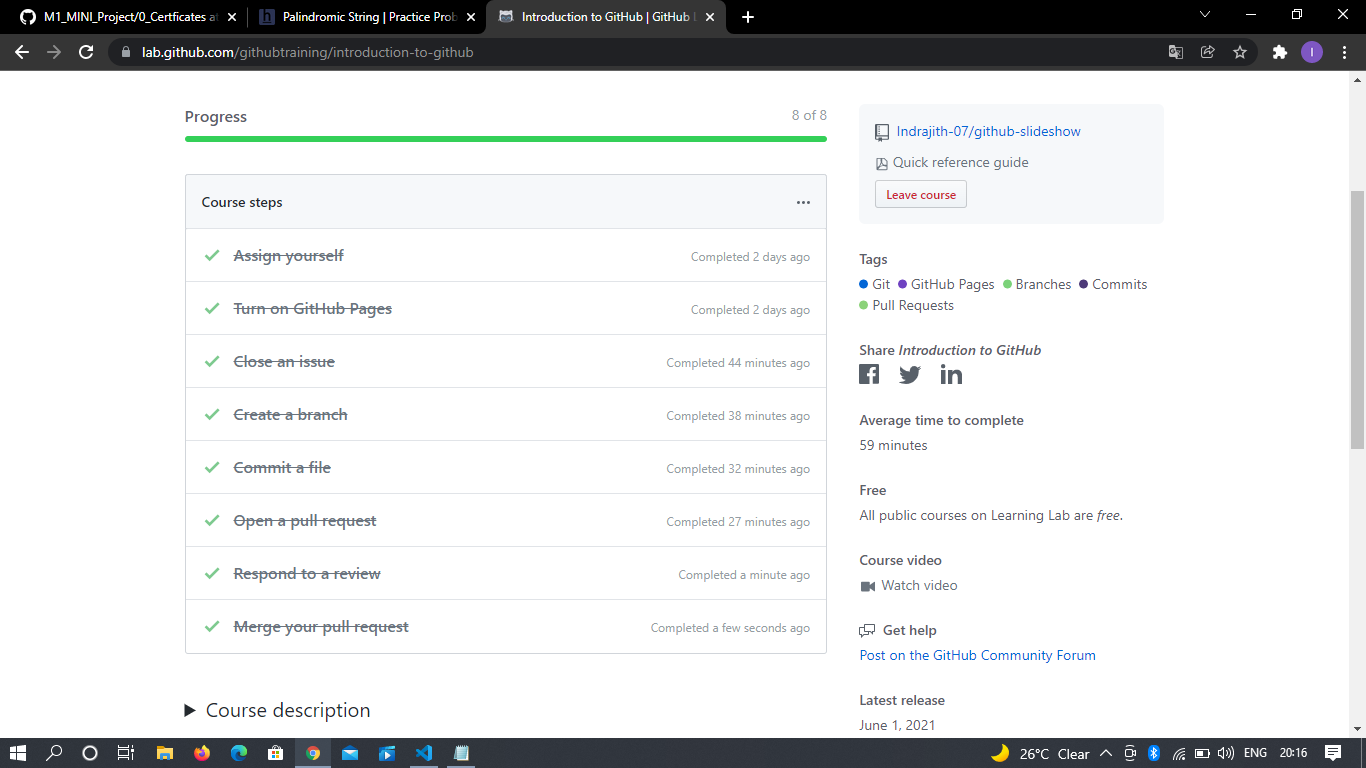 M1_MINI_Project/0_Certficates at
Palindromic String | Practice Prob
Introduction to GitHub | GitHub L
lab.github.com/githubtraining/introduction-to-github
I
Progress
8 of 8
Course steps
Assign yourself
Completed 2 days ago
Turn on GitHub Pages
Completed 2 days ago
Close an issue
Completed 44 minutes ago
Create a branch
Completed 38 minutes ago
Commit a file
Completed 32 minutes ago
Open a pull request
Completed 27 minutes ago
Respond to a review
Completed a minute ago
Merge your pull request
Completed a few seconds ago
Course description
Indrajith-07/github-slideshow
Quick reference guide
Leave course
Tags
Git GitHub Pages Branches Commits
Pull Requests
Share Introduction to GitHub
Average time to complete
59 minutes
Free
All public courses on Learning Lab are free.
Course video
Watch video
Get help
Post on the GitHub Community Forum
Latest release
June 1, 2021
26°C Clear ENG 20:16